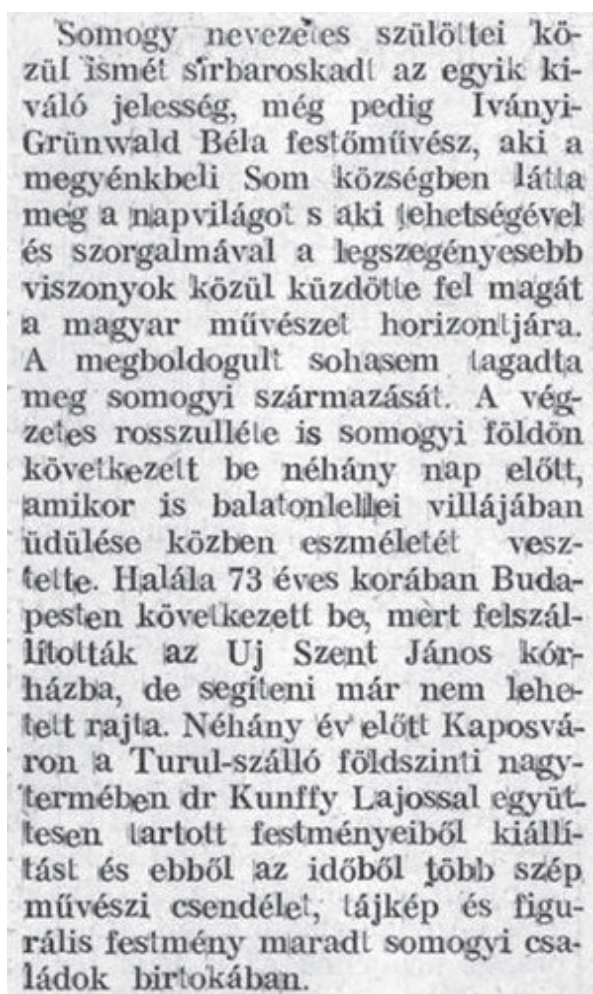 Somogy nevezetes szülöttei kö-
zül ismét sírbaroskadt az egyik ki-
váló jelesség, még pedig Iványi-
Grünwald Béla festőművész, aki a
megyénkbeli Som községben látta
meg a napvilágot s aki tehetségével
és szorgalmával a legszegényesebb
viszonyok közül küzdötte fel magát
a magyar művészet horizontjára.
A megboldogult sohasem tagadta
meg somogyi származását. A vég-
zetes rosszulléte is somogyi földön
következett be néhány nap előtt,
amikor is balatonlellei villájában
üdülése közben eszméletét vesz-
tette. Halála 73 éves korában Buda-
pesten következett be, mert felszál-
lították az Uj Szent János kór-
házba, de segíteni már nem lehe-
tett rajta. Néhány év előtt Kaposvá-
ron a Turul-szálló földszinti nagy-
termében dr Kunffy Lajossal együt-
tesen tartott festményeiből kiállí-
tást és ebből az időből több szép
művészi csendélet, tájkép és figu-
rális festmény maradt somogyi csa-
ládok birtokában.